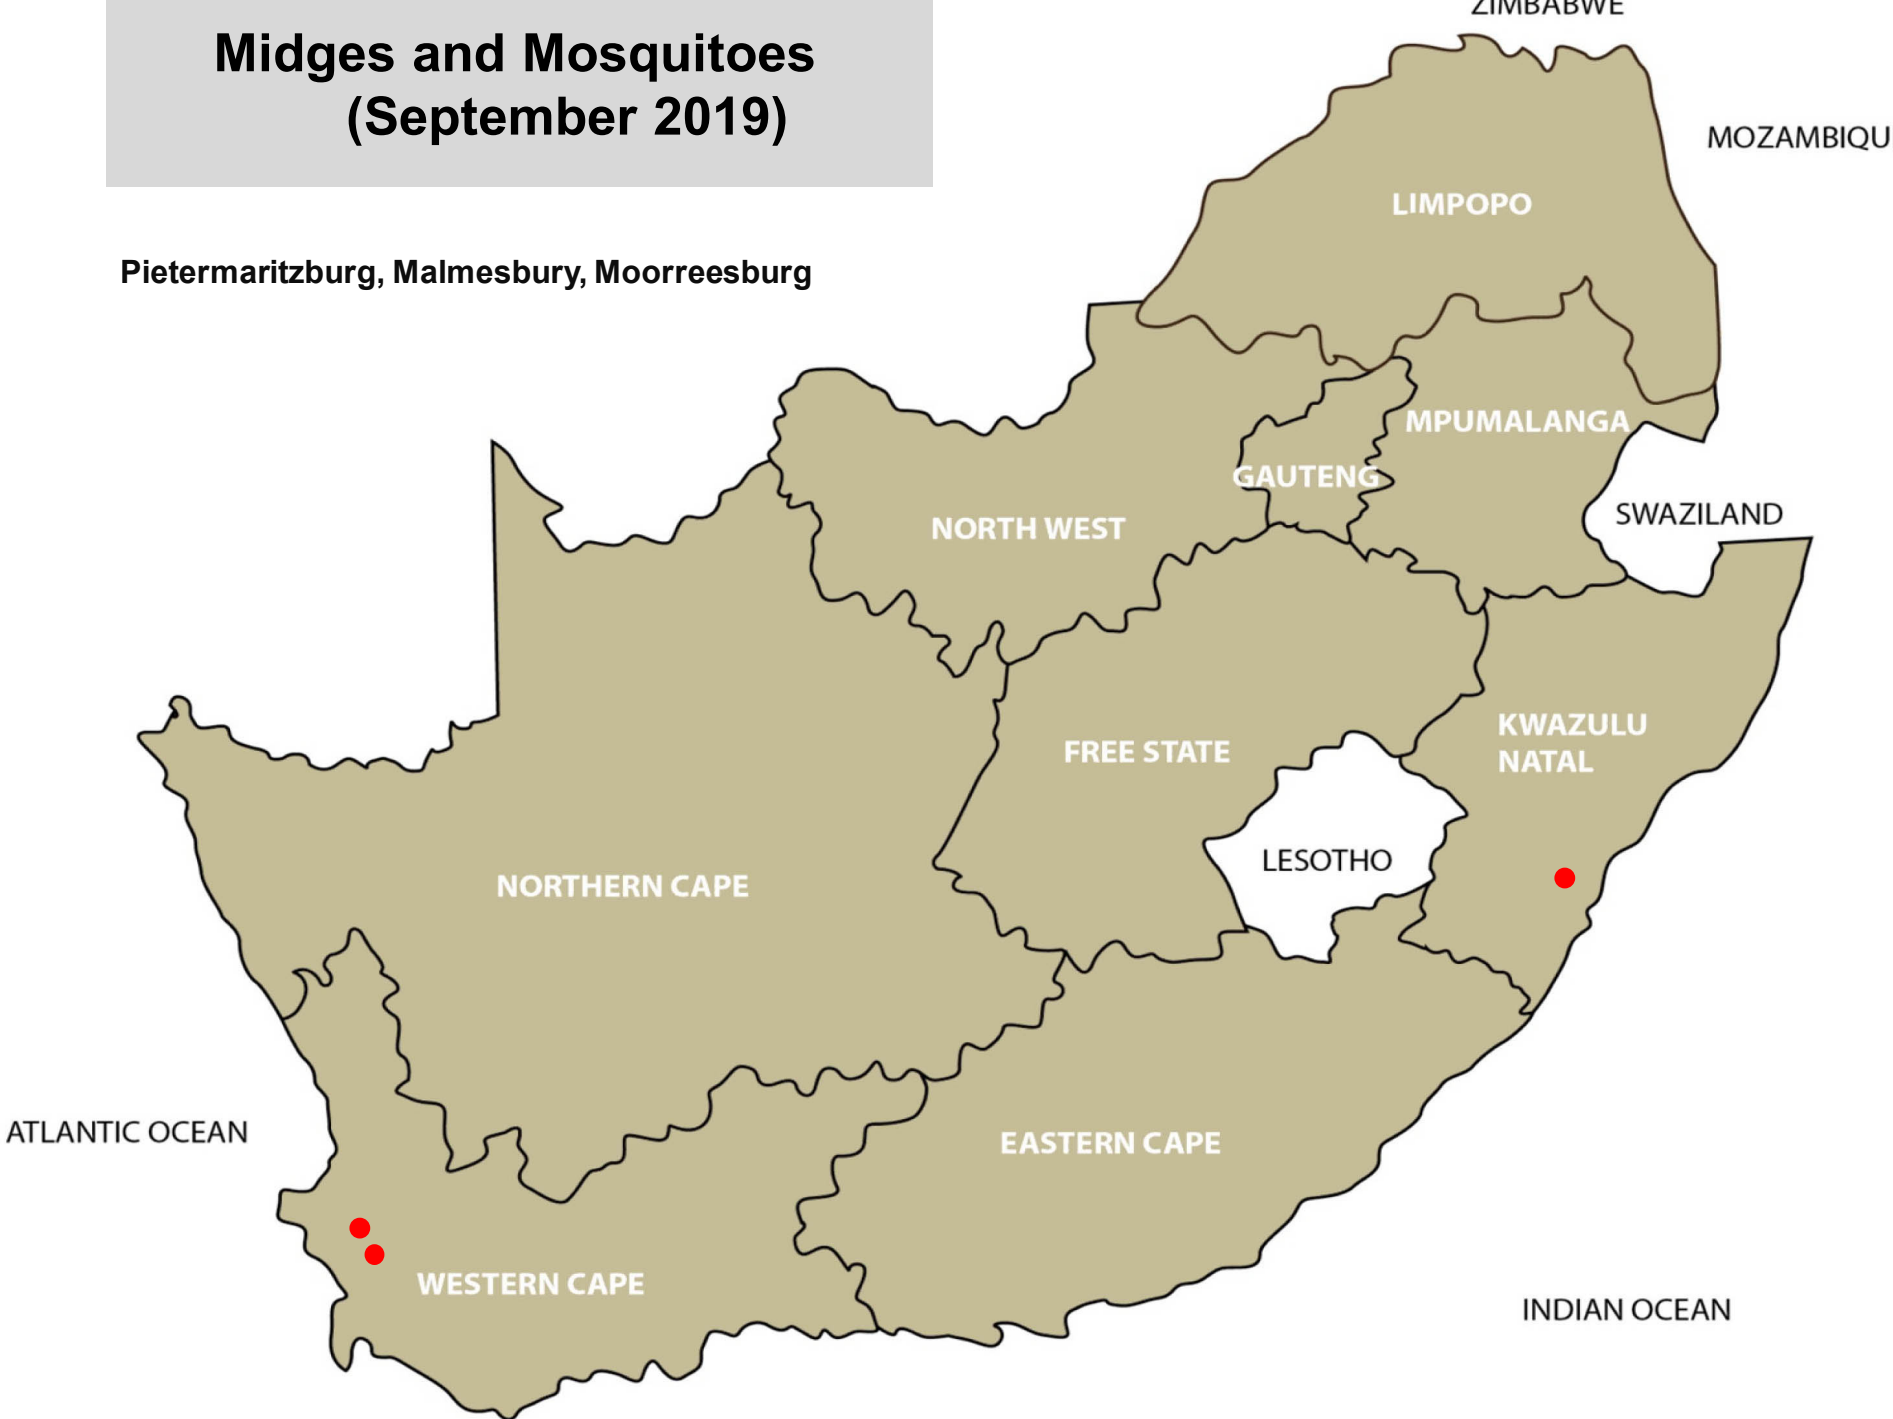 ZIMBABWE
Midges and Mosquitoes
(September 2019)
MOZAMBIQU
LIMPOPO
Pietermaritzburg, Malmesbury, Moorreesburg
MPUMALANGA
GAUTENG
SWAZILAND
NORTH WEST
KWAZULU
NATAL
FREE STATE
LESOTHO
NORTHERN CAPE
ATLANTIC OCEAN
EASTERN CAPE
WESTERN CAPE
INDIAN OCEAN